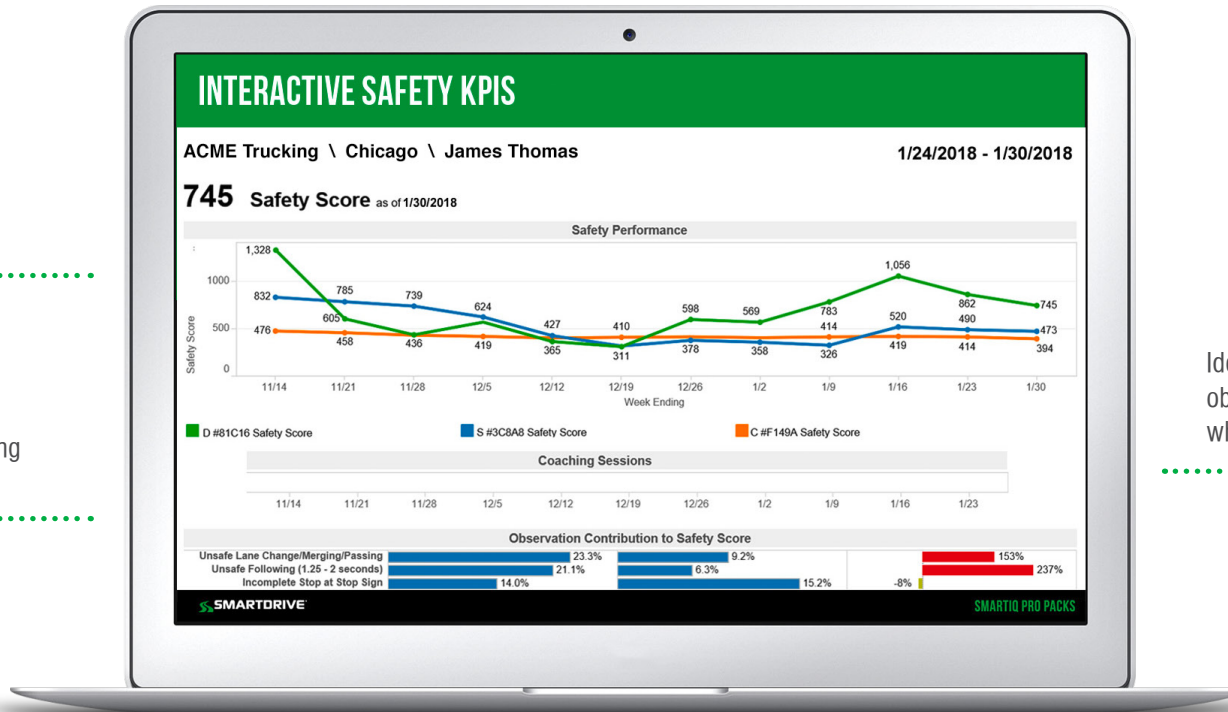 INTERACTIVE SAFETY KPIS
ACME Trucking \ Chicago \ James Thomas 1/24/2018 - 1/30/2018
745 Safety Score as of 1/30/2018
Safety Performance
1,328 832 476
785 605 458
739 436
624 419
427 365
410 311
598 378
569 358
783 414 326
1,056 520 419
862 490 414
745 473 394
Safety Score
1000
500
0
11/14 11/21 11/28 12/5 12/12 12/19 12/26 1/2 1/9 1/16 1/23 1/30
Week Ending
D #81C16 Safety Score S #3C8A8 Safety Score C #F149A Safety Score
Coaching Sessions
11/14 11/21 11/28 12/5 12/12 12/19 12/26 1/2 1/9 1/16 1/23
Observation Contribution to Safety Score
Unsafe Lane Change/Merging/Passing 23.3% 9.2% 153%
Unsafe Following (1.25 - 2 seconds) 21.1% 6.3% 237%
Incomplete Stop at Stop Sign 14.0% 15.2% -8%
SMARTDRIVE SMARTIQ PRO PACKS
ng
Ide
ob
wh